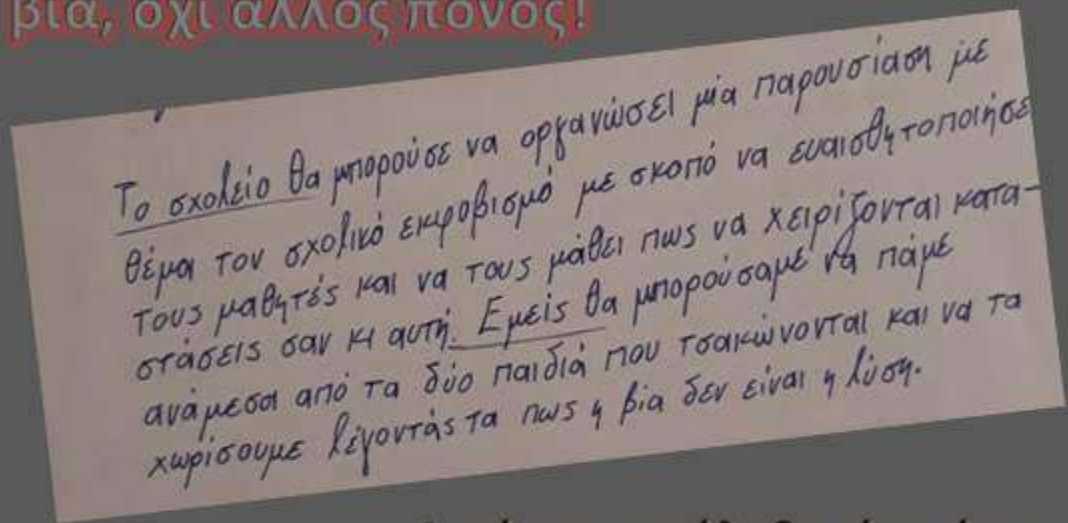 βία, όχι άλλος πόνος!
Το σχολείο θα μπορούσε να οργανώσει μία παρουσίαση με
θέμα τον σχολικό εκφοβισμό με σκοπό να ευαισθητοποιήσε
τους μαθητές και να τους μάθει πως να χειρίζονται κατα-
στάσεις σαν κι αυτή. Εμείς θα μπορούσαμε να πάμε
ανάμεσα από τα δύο παιδιά που τσακώνονται και να τα
χωρίσουμε λέγοντάς τα πως η βία δεν είναι η λύση.